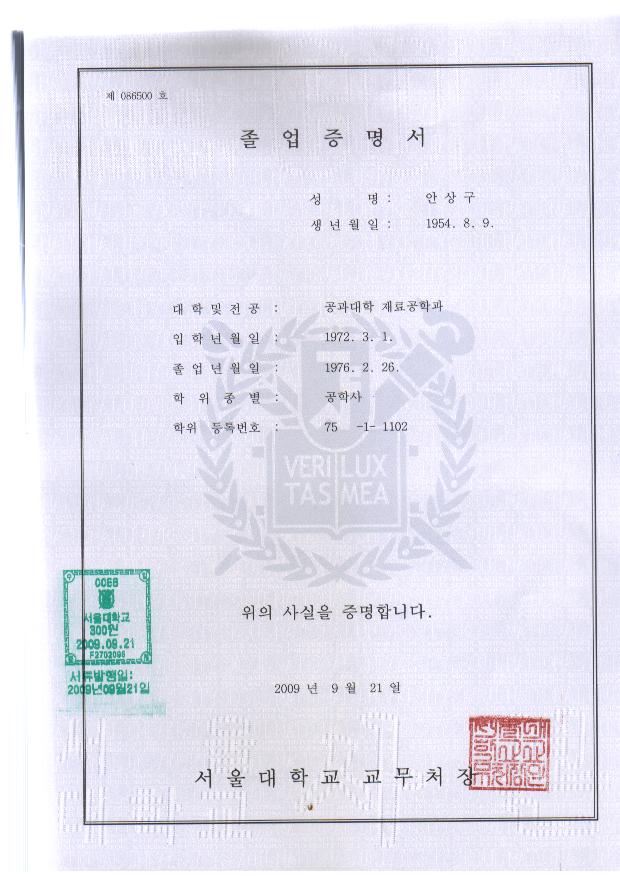 제 086500 호
졸 업 증 명 서
성 명 : 안 상 구
생 년 월 일 : 1954. 8. 9.
대 학 및 전 공 : 공과대학 재료공학과
입 학 년 월 일 : 1972. 3. 1.
졸 업 년 월 일 : 1976. 2. 26.
학 위 종 별 : 공학사
학위 등록번호 : 75 -1- 1102
VERI LUX
TAS MEA
위의 사실을 증명합니다.
서울대학교
300원
2009.09.21
F2702096
서류발행일:
2009년09월21일
2009 년 9 월 21 일
서 울 대 학 교 교 무 처 장